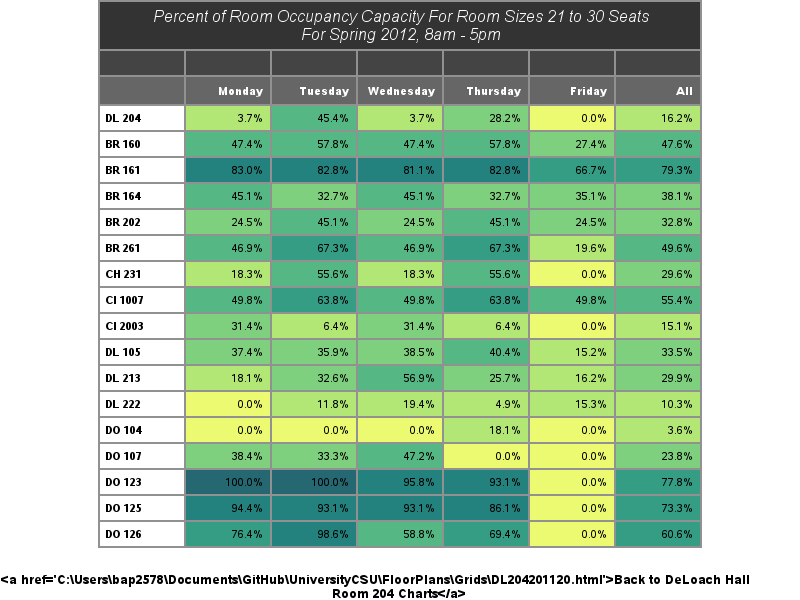 Percent of Room Occupancy Capacity For Room Sizes 21 to 30 Seats
For Spring 2012, 8am - 5pm
Monday Tuesday Wednesday Thursday Friday All
DL 204 3.7% 45.4% 3.7% 28.2% 0.0% 16.2%
BR 160 47.4% 57.8% 47.4% 57.8% 27.4% 47.6%
BR 161 83.0% 82.8% 81.1% 82.8% 66.7% 79.3%
BR 164 45.1% 32.7% 45.1% 32.7% 35.1% 38.1%
BR 202 24.5% 45.1% 24.5% 45.1% 24.5% 32.8%
BR 261 46.9% 67.3% 46.9% 67.3% 19.6% 49.6%
CH 231 18.3% 55.6% 18.3% 55.6% 0.0% 29.6%
CI 1007 49.8% 63.8% 49.8% 63.8% 49.8% 55.4%
CI 2003 31.4% 6.4% 31.4% 6.4% 0.0% 15.1%
DL 105 37.4% 35.9% 38.5% 40.4% 15.2% 33.5%
DL 213 18.1% 32.6% 56.9% 25.7% 16.2% 29.9%
DL 222 0.0% 11.8% 19.4% 4.9% 15.3% 10.3%
DO 104 0.0% 0.0% 0.0% 18.1% 0.0% 3.6%
DO 107 38.4% 33.3% 47.2% 0.0% 0.0% 23.8%
DO 123 100.0% 100.0% 95.8% 93.1% 0.0% 77.8%
DO 125 94.4% 93.1% 93.1% 86.1% 0.0% 73.3%
DO 126 76.4% 98.6% 58.8% 69.4% 0.0% 60.6%
<a href='C:\Users\bap2578\Documents\GitHub\UniversityCSU\FloorPlans\Grids\DL204201120.html'>Back to DeLoach Hall
Room 204 Charts</a>